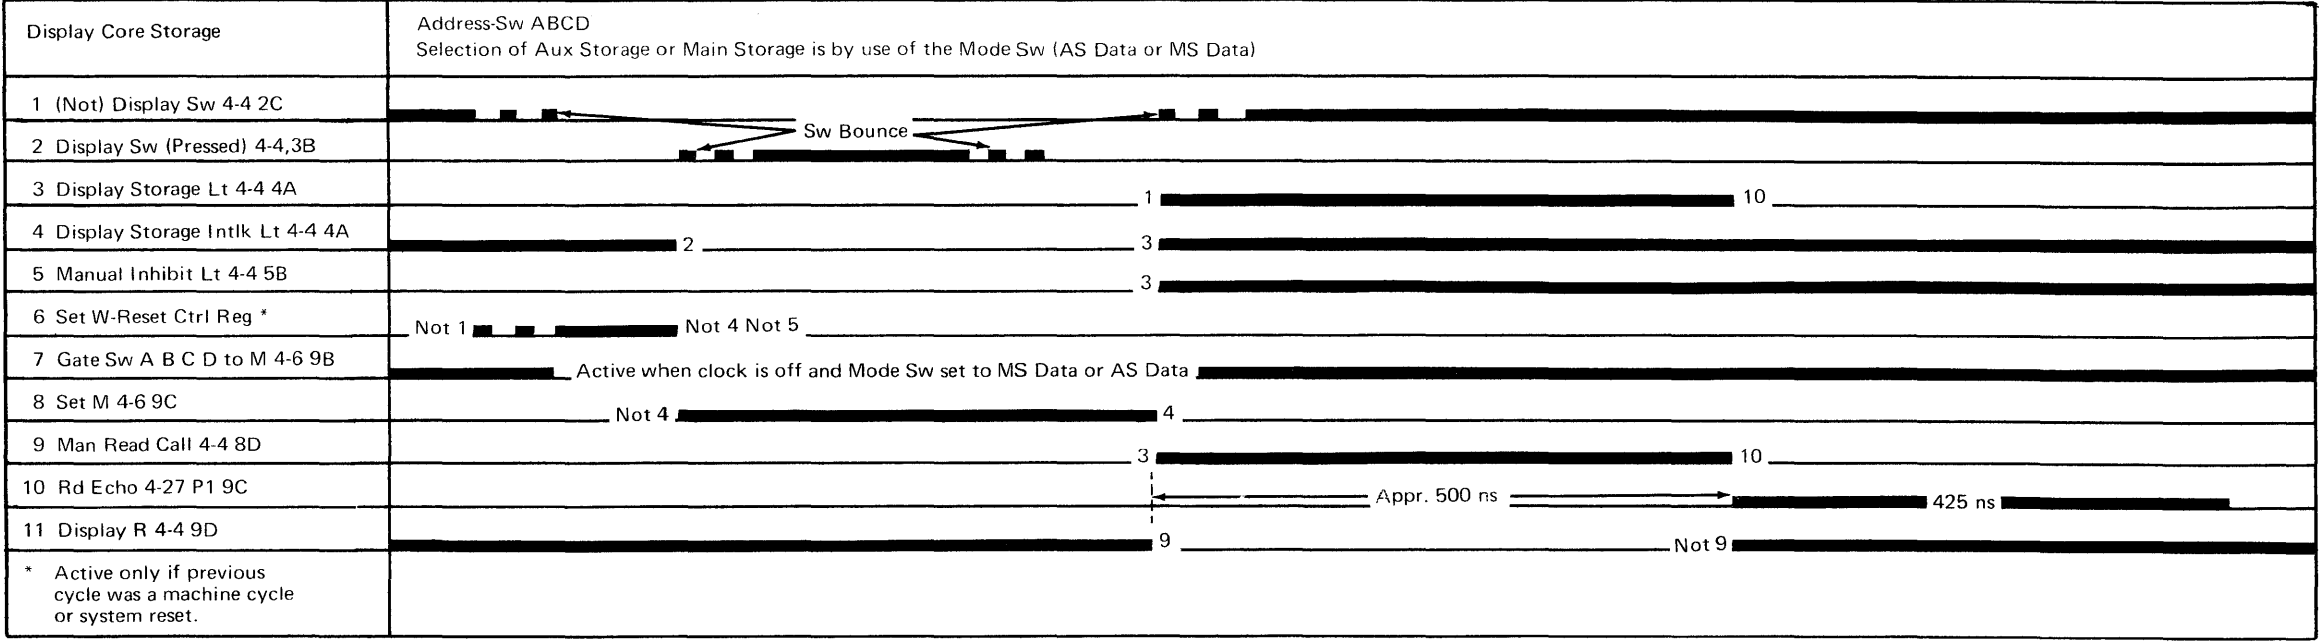 Display Core Storage
Address-Sw ABCD
Selection of Aux Storage or Main Storage is by use of the Mode Sw (AS Data or MS Data)
1 (Not) Display Sw 4-4 2C
Sw Bounce
2 Display Sw (Pressed) 4-4,3B
3 Display Storage Lt 4-4 4A
1 10
4 Display Storage Intlk Lt 4-4 4A
2 3
5 Manual Inhibit Lt 4-4 5B
3
6 Set W-Reset Ctrl Reg *
Not 1 Not 4 Not 5
7 Gate Sw A B C D to M 4-6 9B
Active when clock is off and Mode Sw set to MS Data or AS Data
8 Set M 4-6 9C
Not 4 4
9 Man Read Call 4-4 8D
3 10
10 Rd Echo 4-27 P1 9C
Appr. 500 ns 425 ns
11 Display R 4-4 9D
9 Not 9
* Active only if previous
cycle was a machine cycle
or system reset.